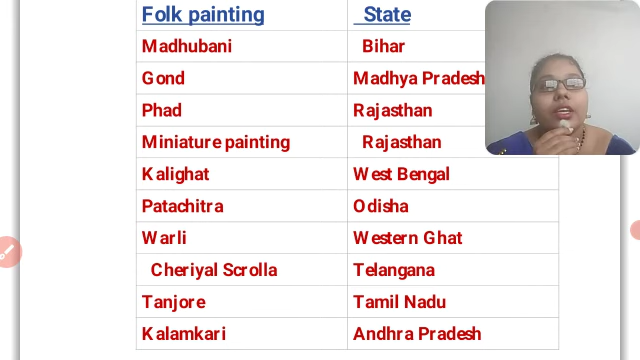 Folk painting State
Madhubani Bihar
Gond Madhya Pradesh
Phad Rajasthan
Miniature painting Rajasthan
Kalighat West Bengal
Patachitra Odisha
Warli Western Ghat
Cheriyal Scrolla Telangana
Tanjore Tamil Nadu
Kalamkari Andhra Pradesh